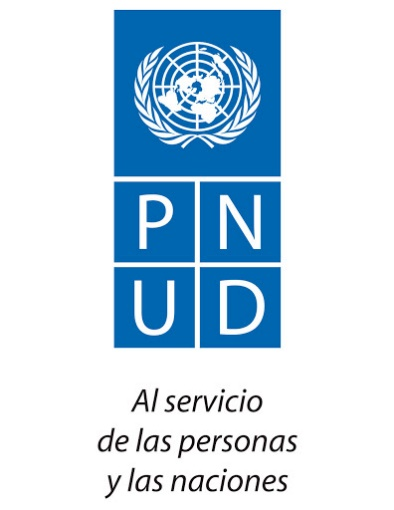 P N
U D
Al servicio
de las personas
y las naciones